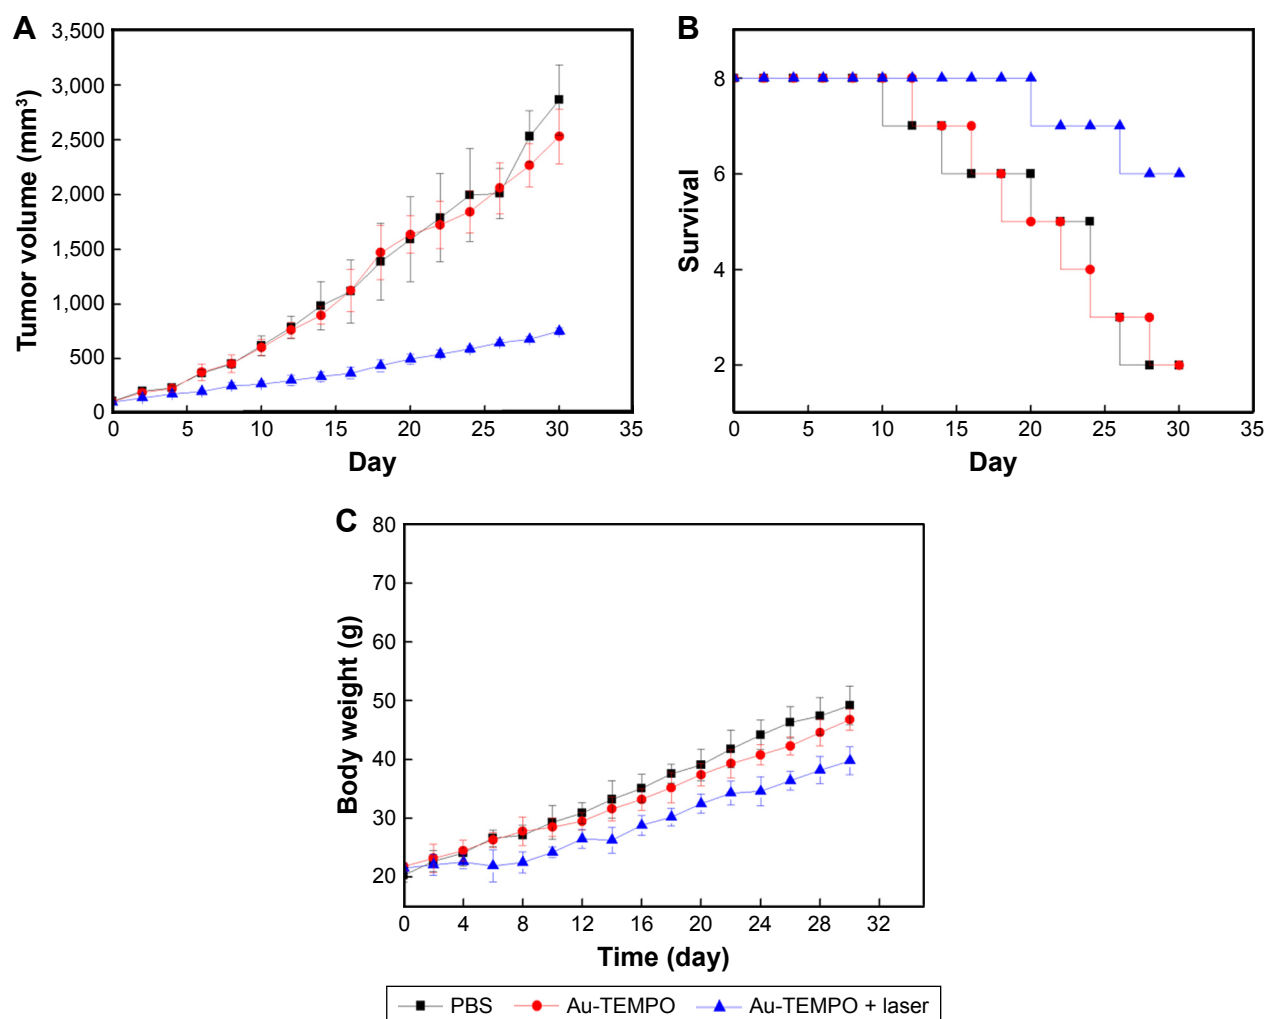 A
3,500
3,000
2,500
2,000
1,500
1,000
500
0
Tumor volume (mm³)
0 5 10 15 20 25 30 35
Day
B
8
6
4
2
Survival
0 5 10 15 20 25 30 35
Day
C
80
70
60
50
40
30
20
Body weight (g)
0 4 8 12 16 20 24 28 32
Time (day)
PBS Au-TEMPO Au-TEMPO + laser